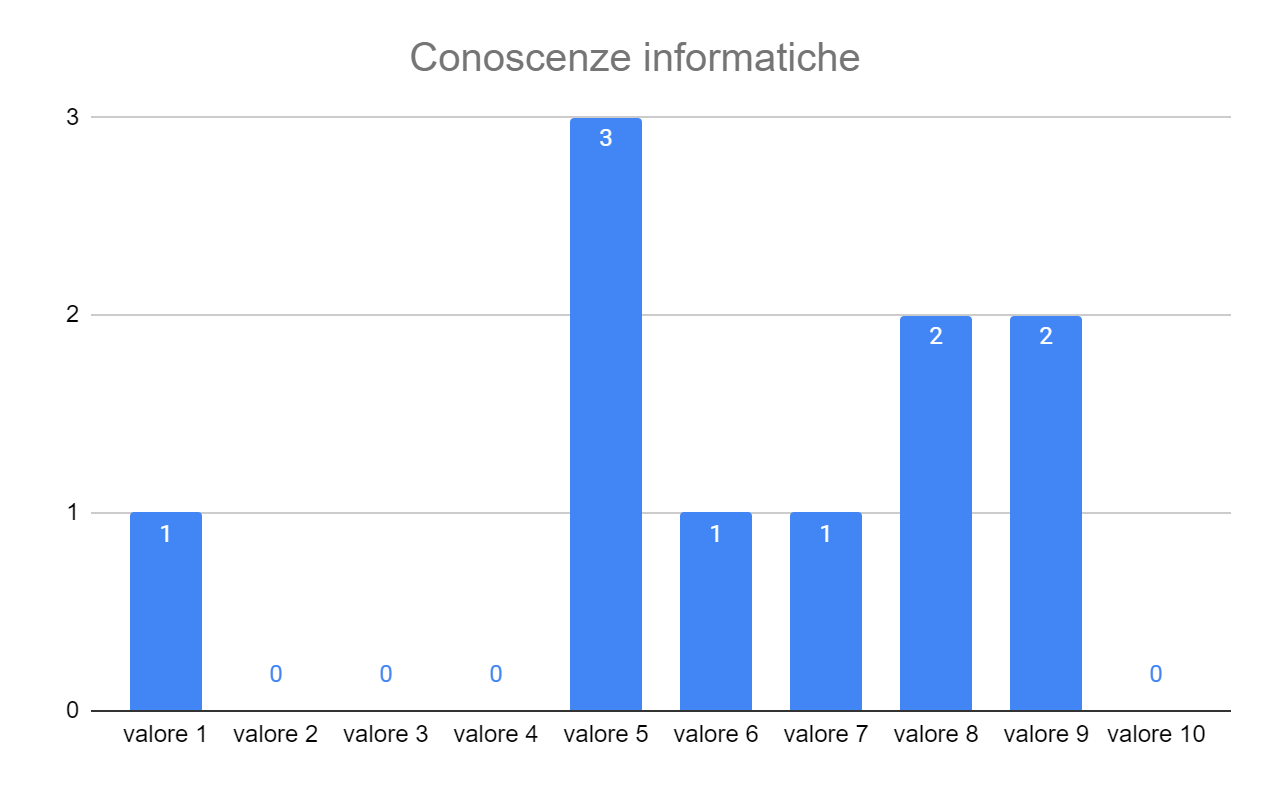 Conoscenze informatiche
3
3
2
2
2
1
1
1
1
0
0
0
0
0
valore 1
valore 2
valore 3
valore 4
valore 5
valore 6
valore 7
valore 8
valore 9
valore 10